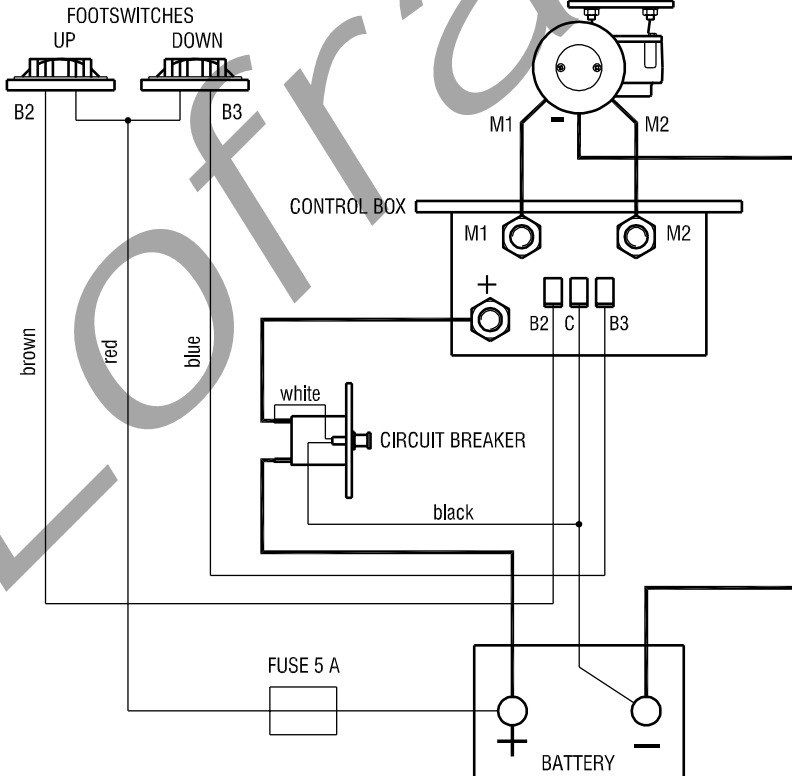 FOOTSWITCHES
UP
DOWN
B2
B3
M1
-
M2
CONTROL BOX
M1
M2
+
B2
C
B3
brown
red
blue
white
CIRCUIT BREAKER
black
FUSE 5 A
+
-
BATTERY
Lofra